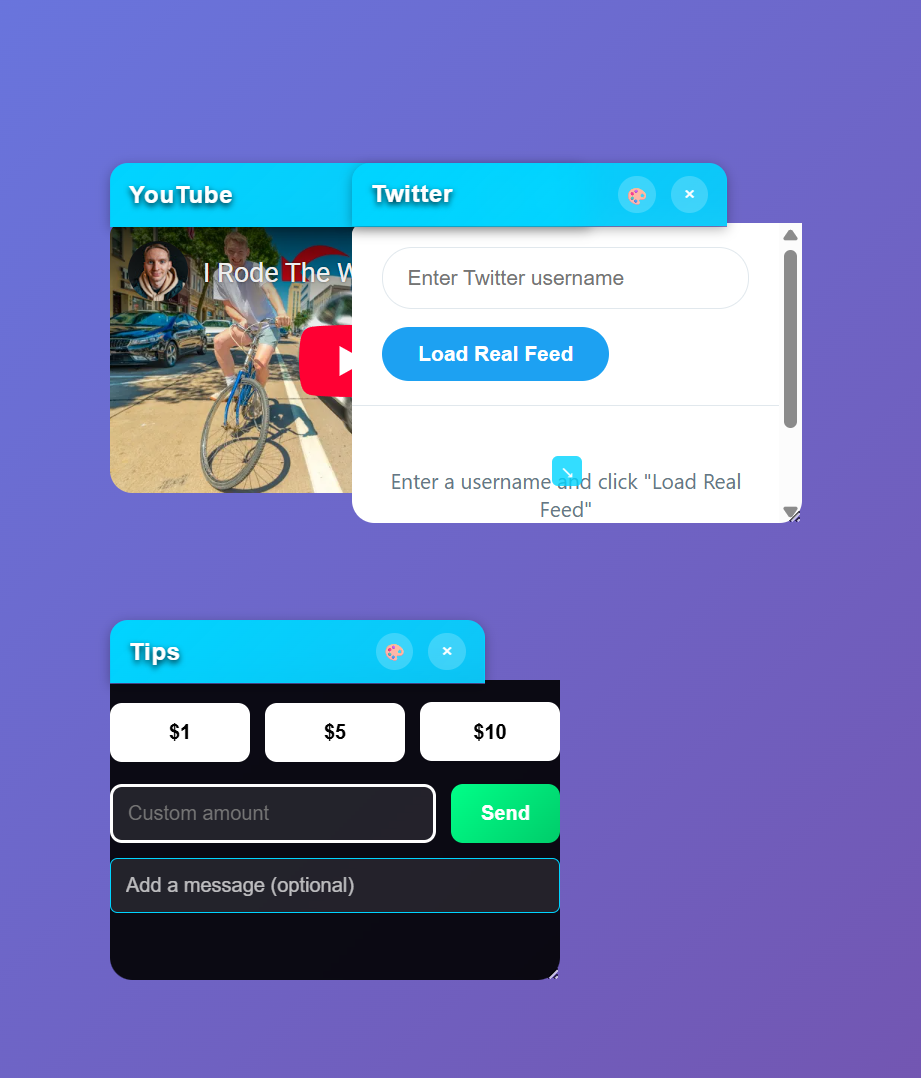 YouTube
Twitter
×
I Rode The W
Enter Twitter username
Load Real Feed
Enter a username and click "Load Real
Feed"
Tips
×
$1
$5
$10
Custom amount
Send
Add a message (optional)